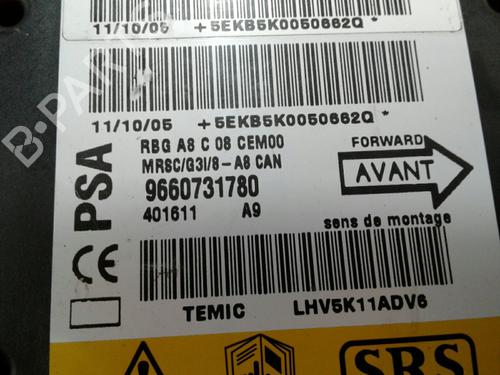 11/10/05 +5EKB5K0050662Q *
11/10/05 +5EKB5K0050662Q *
PSA
RBG A8 C 08 CEM00
MRSC/G3I/8-A8 CAN
9660731780
401611 A9
FORWARD
AVANT
sens de montage
CE
TEMIC LHV5K11ADV6
SRS
B-PARTS